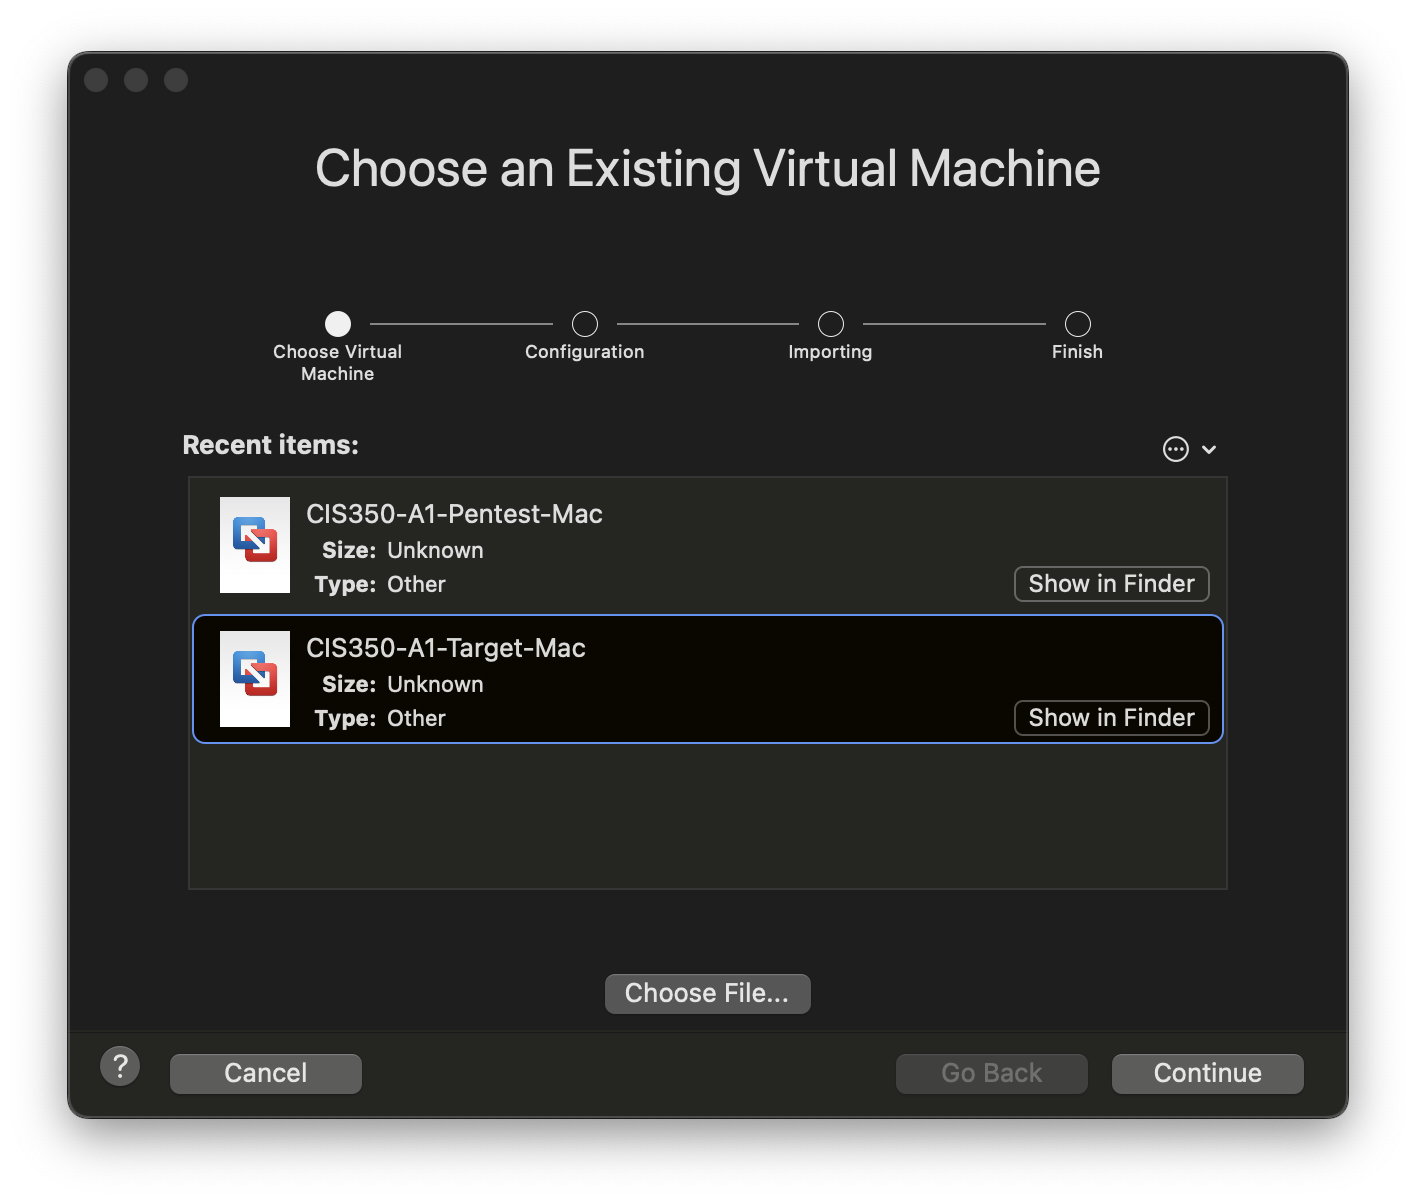 Choose an Existing Virtual Machine
Choose Virtual
Machine
Configuration
Importing
Finish
Recent items:
CIS350-A1-Pentest-Mac
Size: Unknown
Type: Other
Show in Finder
CIS350-A1-Target-Mac
Size: Unknown
Type: Other
Show in Finder
Choose File...
?
Cancel
Go Back
Continue